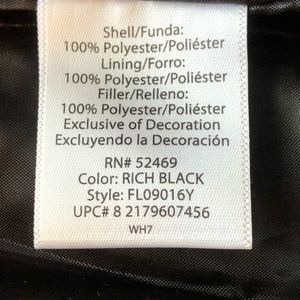 Shell/Funda:
100% Polyester/Poliéster
Lining/Forro:
100% Polyester/Poliéster
Filler/Relleno:
100% Polyester/Poliéster
Exclusive of Decoration
Excluyendo la Decoración
RN# 52469
Color: RICH BLACK
Style: FL09016Y
UPC# 8 2179607456
WH7